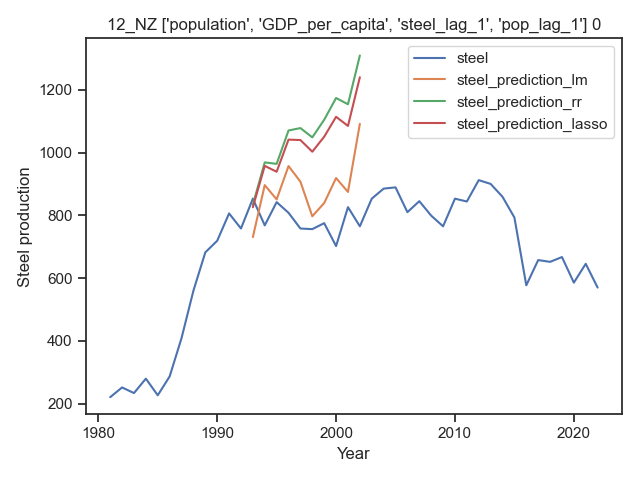 12_NZ ['population', 'GDP_per_capita', 'steel_lag_1', 'pop_lag_1'] 0
steel
steel_prediction_lm
steel_prediction_rr
steel_prediction_lasso
Steel production
1200
1000
800
600
400
200
1980
1990
2000
2010
2020
Year